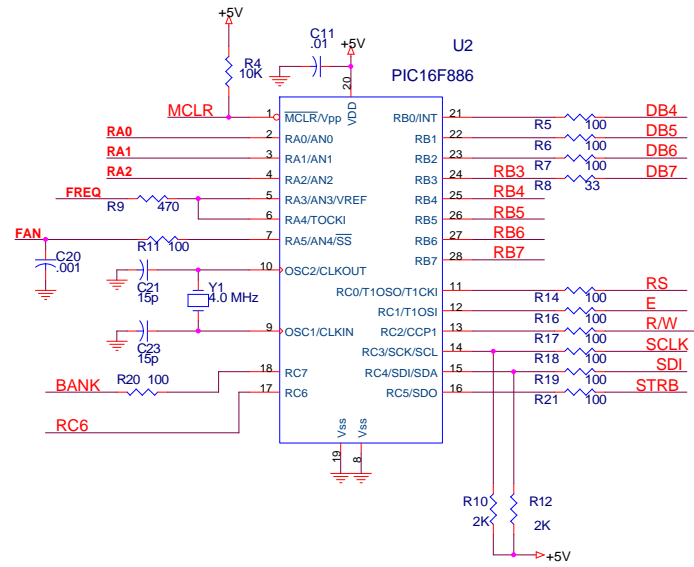 +5V
C11
.01
+5V
U2
PIC16F886
R4
10K
20
VDD
MCLR
1
MCLR/Vpp
RB0/INT
21
R5
100
DB4
RA0
2
RA0/AN0
RB1
22
R6
100
DB5
RA1
3
RA1/AN1
RB2
23
R7
100
DB6
RA2
4
RA2/AN2
RB3
24
RB3
R8
33
DB7
FREQ
R9
470
5
RA3/AN3/VREF
RB4
25
RB4
6
RA4/TOCKI
RB5
26
RB5
FAN
R11
100
7
RA5/AN4/SS
RB6
27
RB6
RB7
28
RB7
C20
.001
10
OSC2/CLKOUT
C21
15p
Y1
4.0 MHz
RC0/T1OSO/T1CKI
11
R14
100
RS
RC1/T1OSI
12
R16
100
E
C23
15p
9
OSC1/CLKIN
RC2/CCP1
13
R17
100
R/W
RC3/SCK/SCL
14
R18
100
SCLK
BANK
R20
100
18
RC7
RC4/SDI/SDA
15
R19
100
SDI
RC6
17
RC6
RC5/SDO
16
R21
100
STRB
Vss
Vss
19
8
R10
2K
R12
2K
+5V